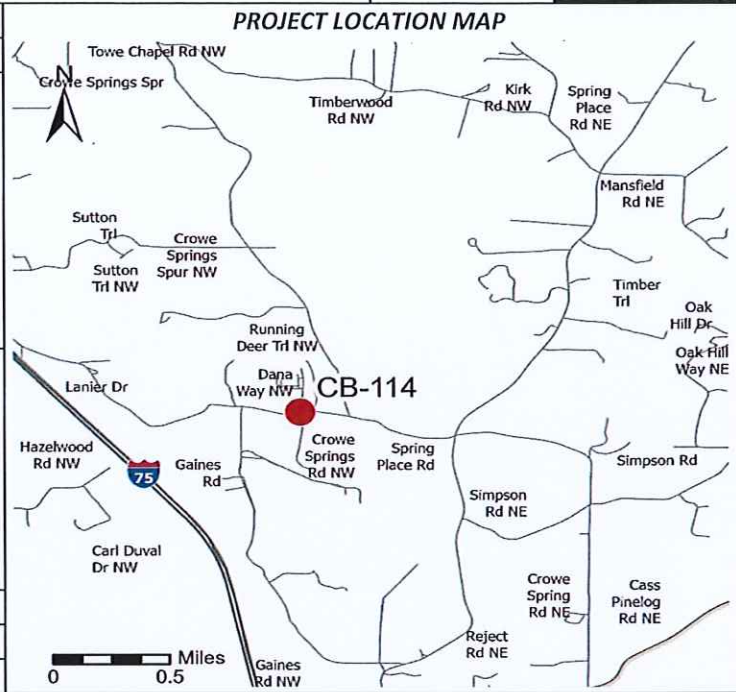 PROJECT LOCATION MAP
Towe Chapel Rd NW
Crowe Springs Spr
N
Timberwood
Rd NW
Kirk
Rd NW
Spring
Place
Rd NE
Mansfield
Rd NE
Sutton
Trl
Sutton
Trl NW
Crowe
Springs
Spur NW
Timber
Trl
Oak
Hill Dr
Oak Hill
Way NE
Running
Deer Trl NW
Dana
Way NW
CB-114
Lanier Dr
Hazelwood
Rd NW
75
Gaines
Rd
Crowe
Springs
Rd NW
Spring
Place Rd
Simpson Rd
Simpson
Rd NE
Carl Duval
Dr NW
Crowe
Spring
Rd NE
Cass
Pinelog
Rd NE
Reject
Rd NE
Gaines
Rd NW
Miles
0 0.5